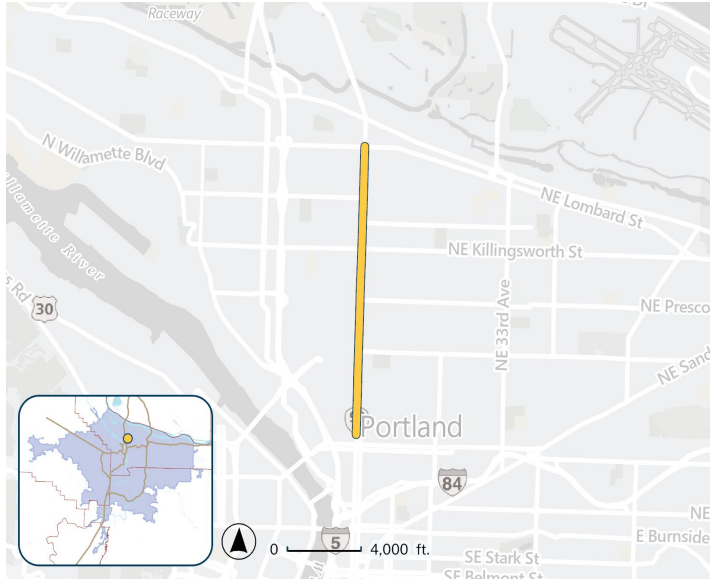 Raceway
N Willamette Blvd
NE Lombard St
Willamette River
NE Killingsworth St
30
NE 33rd Ave
NE Presco
NE Sand
Portland
84
NE
5
0 4,000 ft.
E Burnside
SE Stark St
SE Belmont St